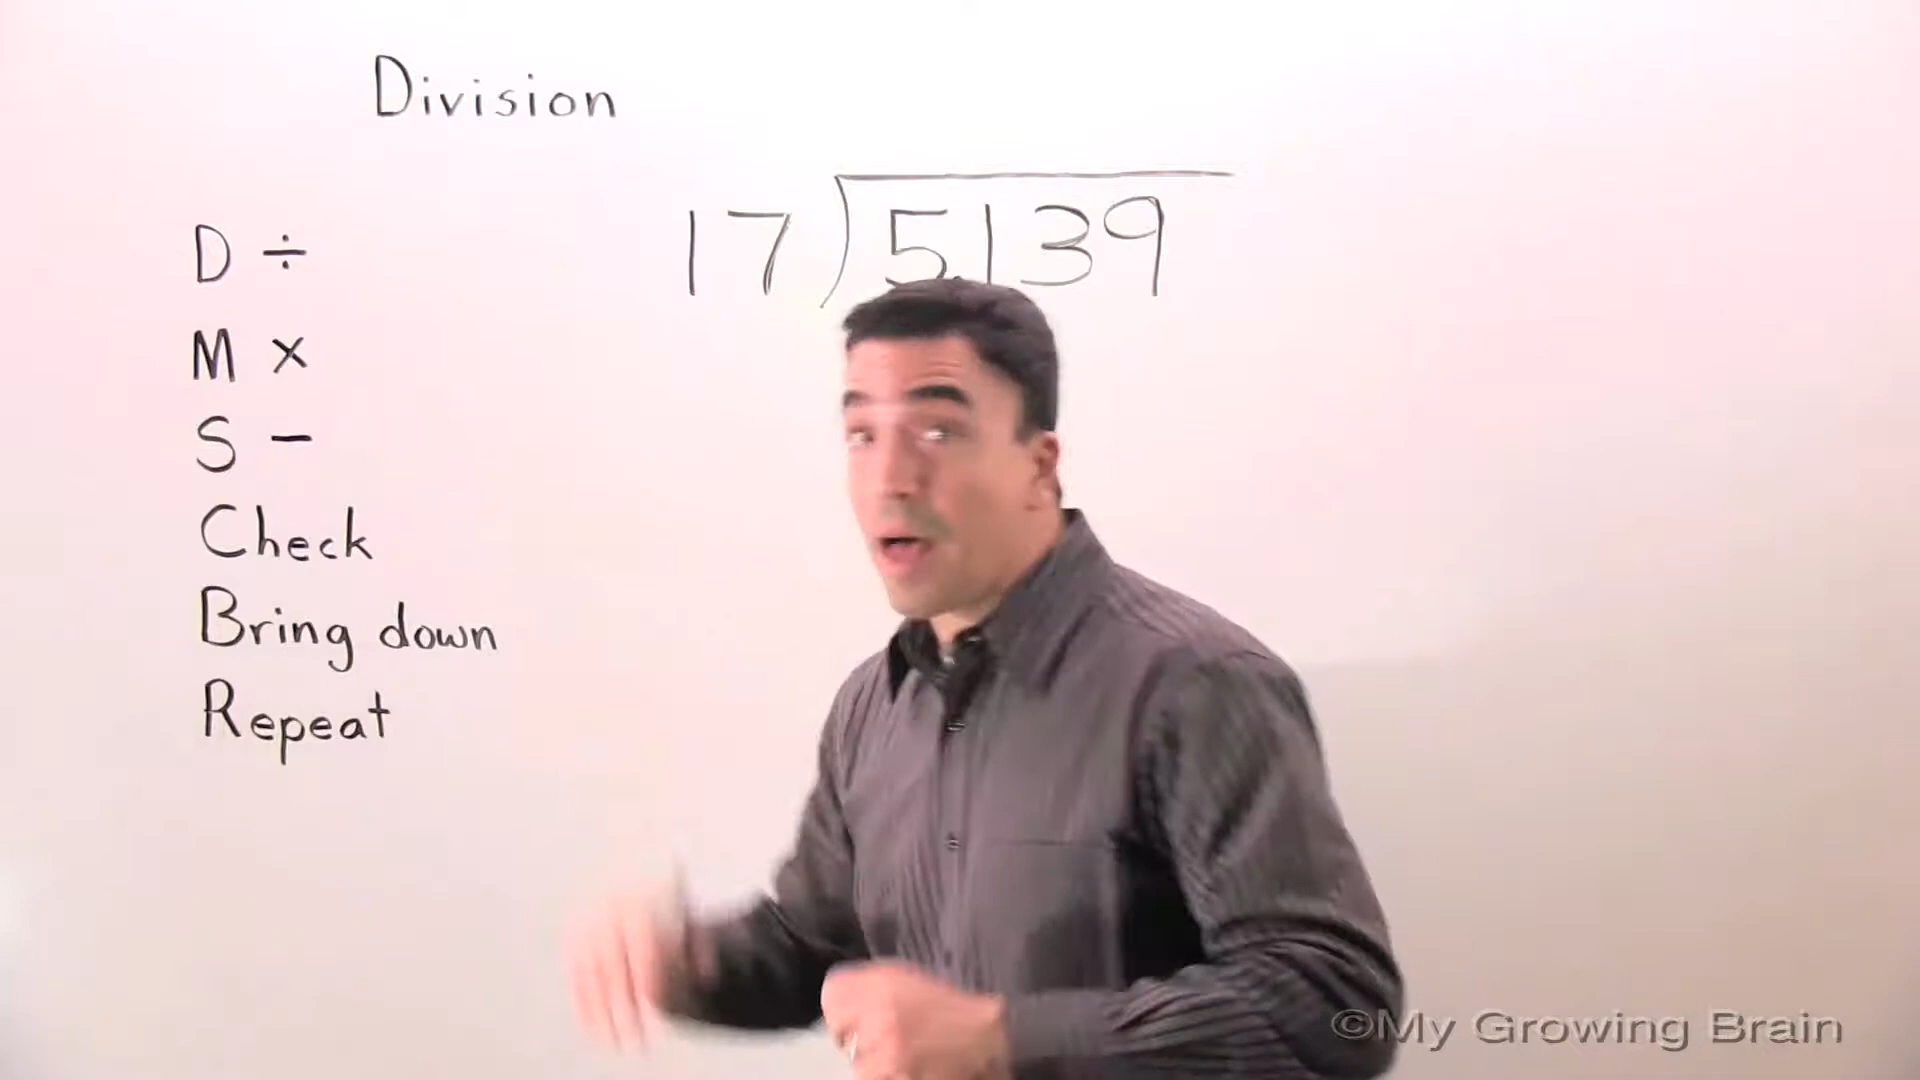 Division
17)5139
D ÷
M ×
S −
Check
Bring down
Repeat
©My Growing Brain